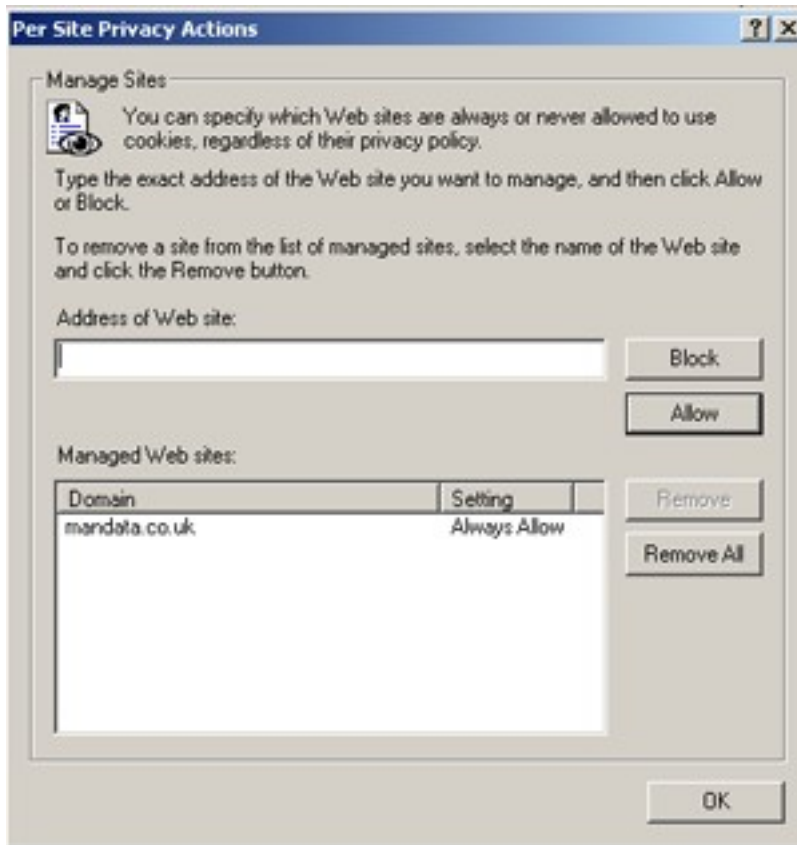 Per Site Privacy Actions
Manage Sites
You can specify which Web sites are always or never allowed to use
cookies, regardless of their privacy policy.
Type the exact address of the Web site you want to manage, and then click Allow
or Block.
To remove a site from the list of managed sites, select the name of the Web site
and click the Remove button.
Address of Web site:
Block
Allow
Managed Web sites:
Domain Setting
Remove
mandata.co.uk Always Allow
Remove All
OK